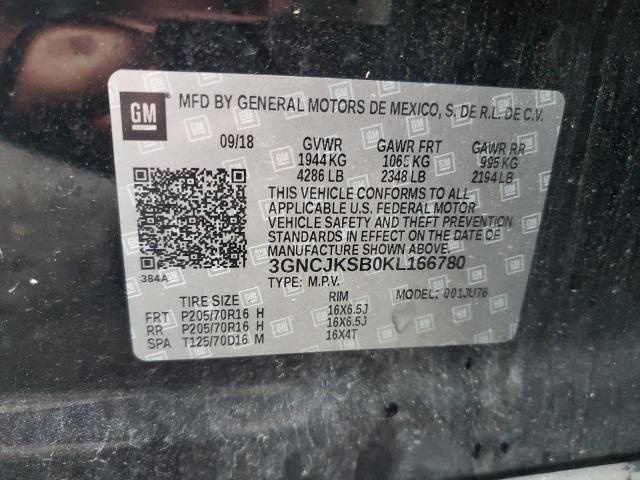 GM
MFD BY GENERAL MOTORS DE MEXICO, S. DE R.L. DE C.V.
09/18 GVWR GAWR FRT GAWR RR
1944 KG 1065 KG 995 KG
4286 LB 2348 LB 2194 LB
THIS VEHICLE CONFORMS TO ALL
APPLICABLE U.S. FEDERAL MOTOR
VEHICLE SAFETY AND THEFT PREVENTION
STANDARDS IN EFFECT ON THE DATE OF
MANUFACTURE SHOWN ABOVE.
3GNCJKSB0KL166780
384A
TYPE: M.P.V.
TIRE SIZE RIM MODEL: 001JU76
FRT P205/70R16 H 16X6.5J
RR P205/70R16 H 16X6.5J
SPA T125/70D16 M 16X4T